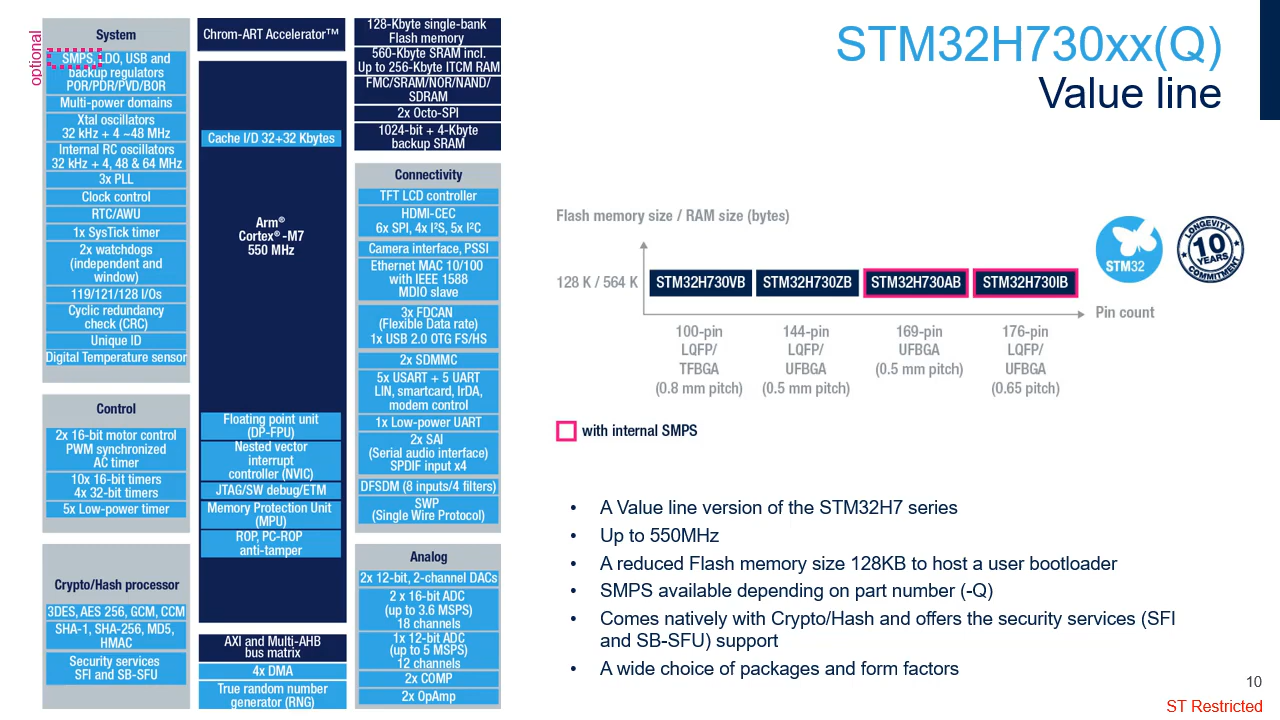 STM32H730xx(Q)
Value line
optional
System
SMPS, LDO, USB and
backup regulators
POR/PDR/PVD/BOR
Multi-power domains
Xtal oscillators
32 kHz + 4 ~48 MHz
Internal RC oscillators
32 kHz + 4, 48 & 64 MHz
3x PLL
Clock control
RTC/AWU
1x SysTick timer
2x watchdogs
(independent and
window)
119/121/128 I/Os
Cyclic redundancy
check (CRC)
Unique ID
Digital Temperature sensor
Control
2x 16-bit motor control
PWM synchronized
AC timer
10x 16-bit timers
4x 32-bit timers
5x Low-power timer
Crypto/Hash processor
3DES, AES 256, GCM, CCM
SHA-1, SHA-256, MD5,
HMAC
Security services
SFI and SB-SFU
Chrom-ART Accelerator™
Cache I/D 32+32 Kbytes
Arm®
Cortex® -M7
550 MHz
Floating point unit
(DP-FPU)
Nested vector
interrupt
controller (NVIC)
JTAG/SW debug/ETM
Memory Protection Unit
(MPU)
ROP, PC-ROP
anti-tamper
AXI and Multi-AHB
bus matrix
4x DMA
True random number
generator (RNG)
128-Kbyte single-bank
Flash memory
560-Kbyte SRAM incl.
Up to 256-Kbyte ITCM RAM
FMC/SRAM/NOR/NAND/
SDRAM
2x Octo-SPI
1024-bit + 4-Kbyte
backup SRAM
Connectivity
TFT LCD controller
HDMI-CEC
6x SPI, 4x I²S, 5x I²C
Camera interface, PSSI
Ethernet MAC 10/100
with IEEE 1588
MDIO slave
3x FDCAN
(Flexible Data rate)
1x USB 2.0 OTG FS/HS
2x SDMMC
5x USART + 5 UART
LIN, smartcard, IrDA,
modem control
1x Low-power UART
2x SAI
(Serial audio interface)
SPDIF input x4
DFSDM (8 inputs/4 filters)
SWP
(Single Wire Protocol)
Analog
2x 12-bit, 2-channel DACs
2 x 16-bit ADC
(up to 3.6 MSPS)
18 channels
1x 12-bit ADC
(up to 5 MSPS)
12 channels
2x COMP
2x OpAmp
Flash memory size / RAM size (bytes)
128 K / 564 K
STM32H730VB
STM32H730ZB
STM32H730AB
STM32H730IB
Pin count
100-pin
LQFP/
TFBGA
(0.8 mm pitch)
144-pin
LQFP/
UFBGA
(0.5 mm pitch)
169-pin
UFBGA
(0.5 mm pitch)
176-pin
LQFP/
UFBGA
(0.65 pitch)
STM32
LONGEVITY
10
YEARS
COMMITMENT
with internal SMPS
• A Value line version of the STM32H7 series
• Up to 550MHz
• A reduced Flash memory size 128KB to host a user bootloader
• SMPS available depending on part number (-Q)
• Comes natively with Crypto/Hash and offers the security services (SFI
and SB-SFU) support
• A wide choice of packages and form factors
10
ST Restricted